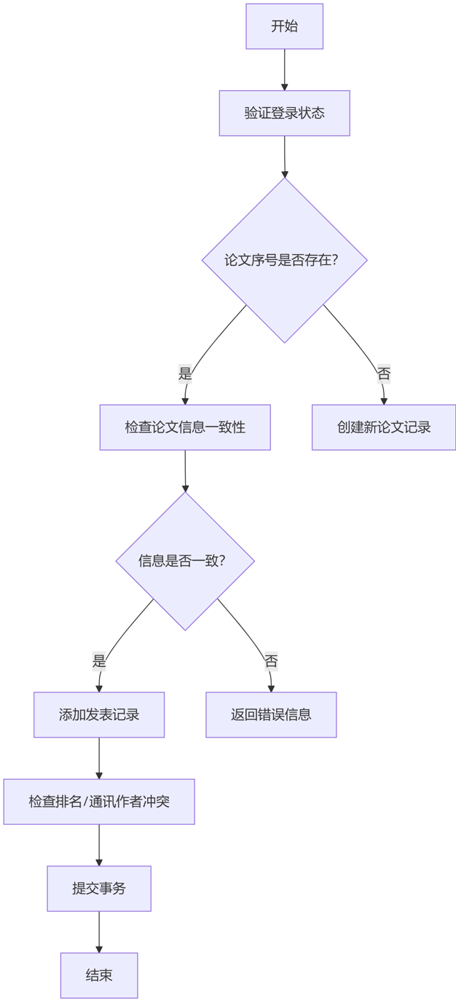 开始
验证登录状态
论文序号是否存在?
是
否
检查论文信息一致性
创建新论文记录
信息是否一致?
是
否
添加发表记录
返回错误信息
检查排名/通讯作者冲突
提交事务
结束